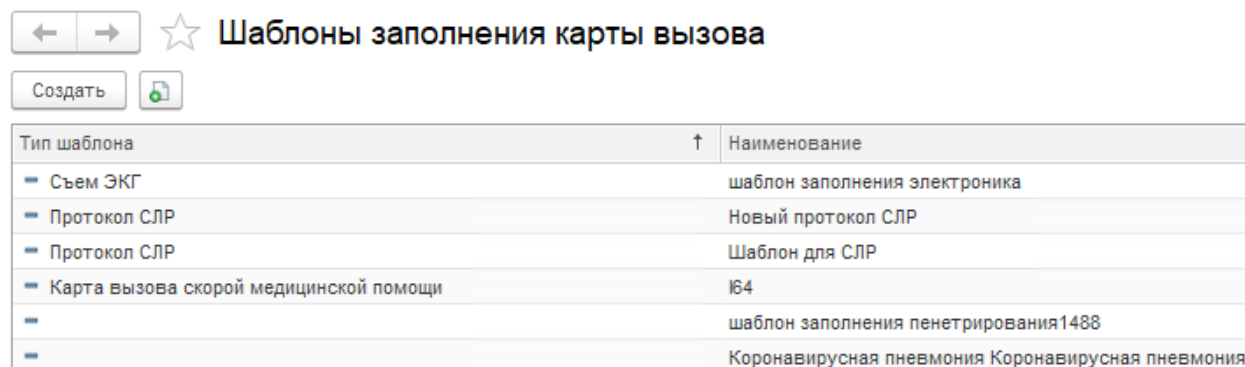 Шаблоны заполнения карты вызова
Создать
Тип шаблона ↑ Наименование
Съем ЭКГ шаблон заполнения электроника
Протокол СЛР Новый протокол СЛР
Протокол СЛР Шаблон для СЛР
Карта вызова скорой медицинской помощи I64
шаблон заполнения пенетрирования1488
Коронавирусная пневмония Коронавирусная пневмония